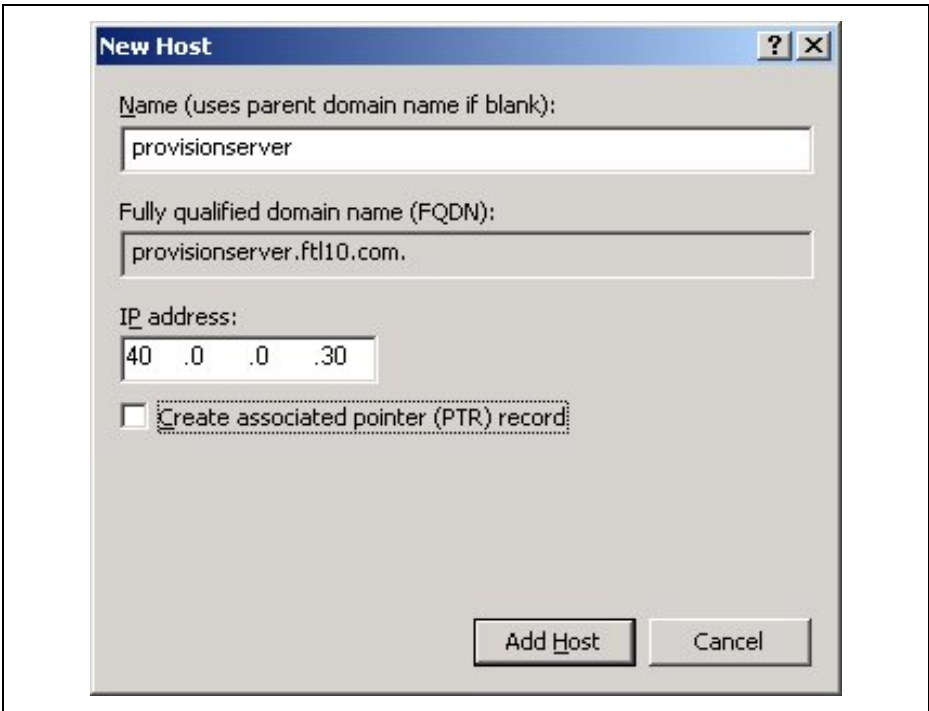 New Host
Name (uses parent domain name if blank):
provisionserver
Fully qualified domain name (FQDN):
provisionserver.ftl10.com.
IP address:
40 .0 .0 .30
Create associated pointer (PTR) record
Add Host Cancel